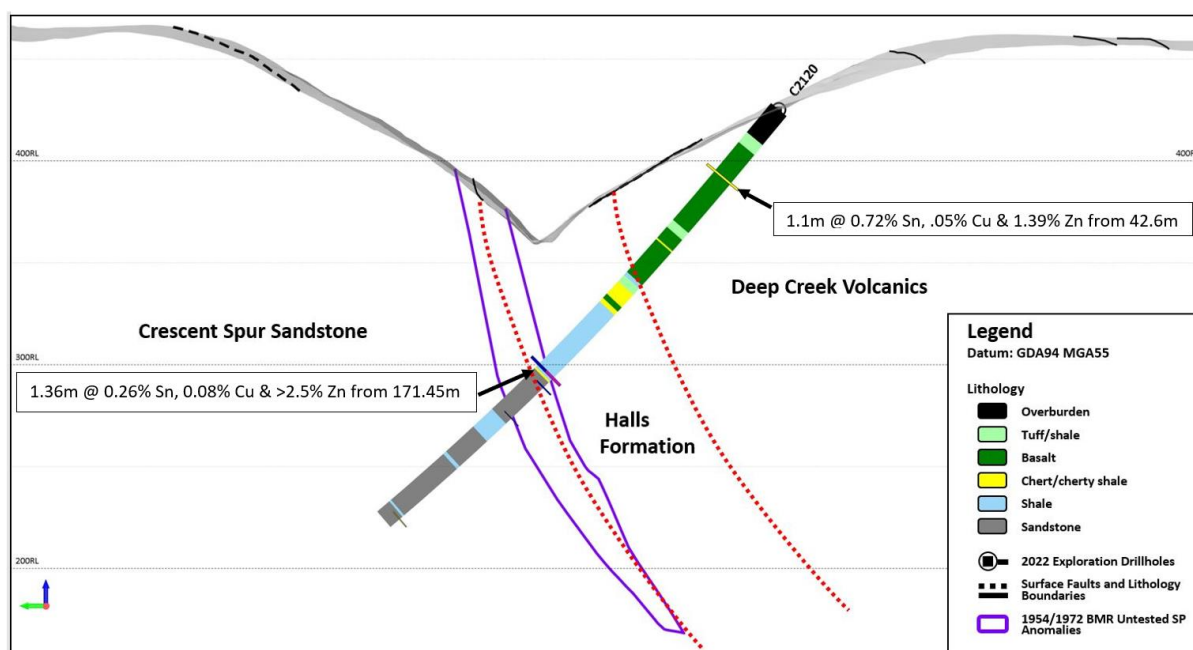 C2120
400RL
400RL
1.1m @ 0.72% Sn, .05% Cu & 1.39% Zn from 42.6m
Deep Creek Volcanics
Crescent Spur Sandstone
300RL
1.36m @ 0.26% Sn, 0.08% Cu & >2.5% Zn from 171.45m
Halls
Formation
200RL
Legend
Datum: GDA94 MGA55
Lithology
Overburden
Tuff/shale
Basalt
Chert/cherty shale
Shale
Sandstone
2022 Exploration Drillholes
Surface Faults and Lithology
Boundaries
1954/1972 BMR Untested SP
Anomalies